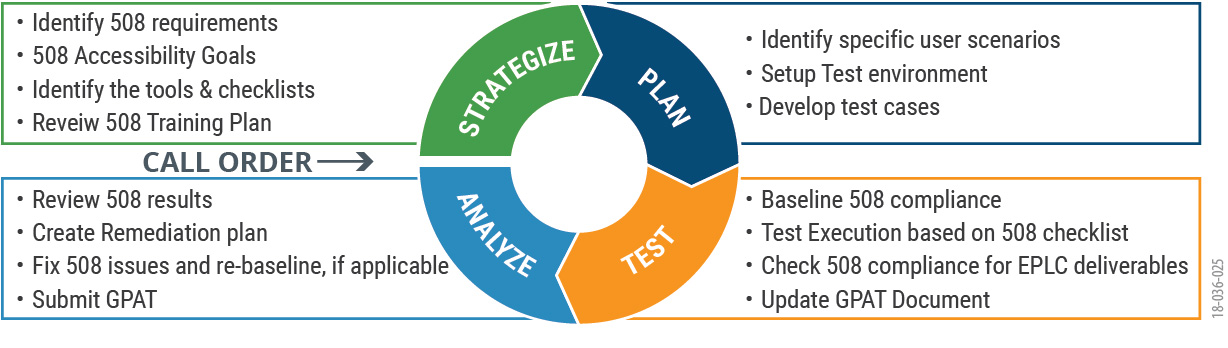 • Identify 508 requirements
• 508 Accessibility Goals
• Identify the tools & checklists
• Reveiw 508 Training Plan
STRATEGIZE
PLAN
• Identify specific user scenarios
• Setup Test environment
• Develop test cases
CALL ORDER
• Review 508 results
• Create Remediation plan
• Fix 508 issues and re-baseline, if applicable
• Submit GPAT
ANALYZE
TEST
• Baseline 508 compliance
• Test Execution based on 508 checklist
• Check 508 compliance for EPLC deliverables
• Update GPAT Document
18-036-025